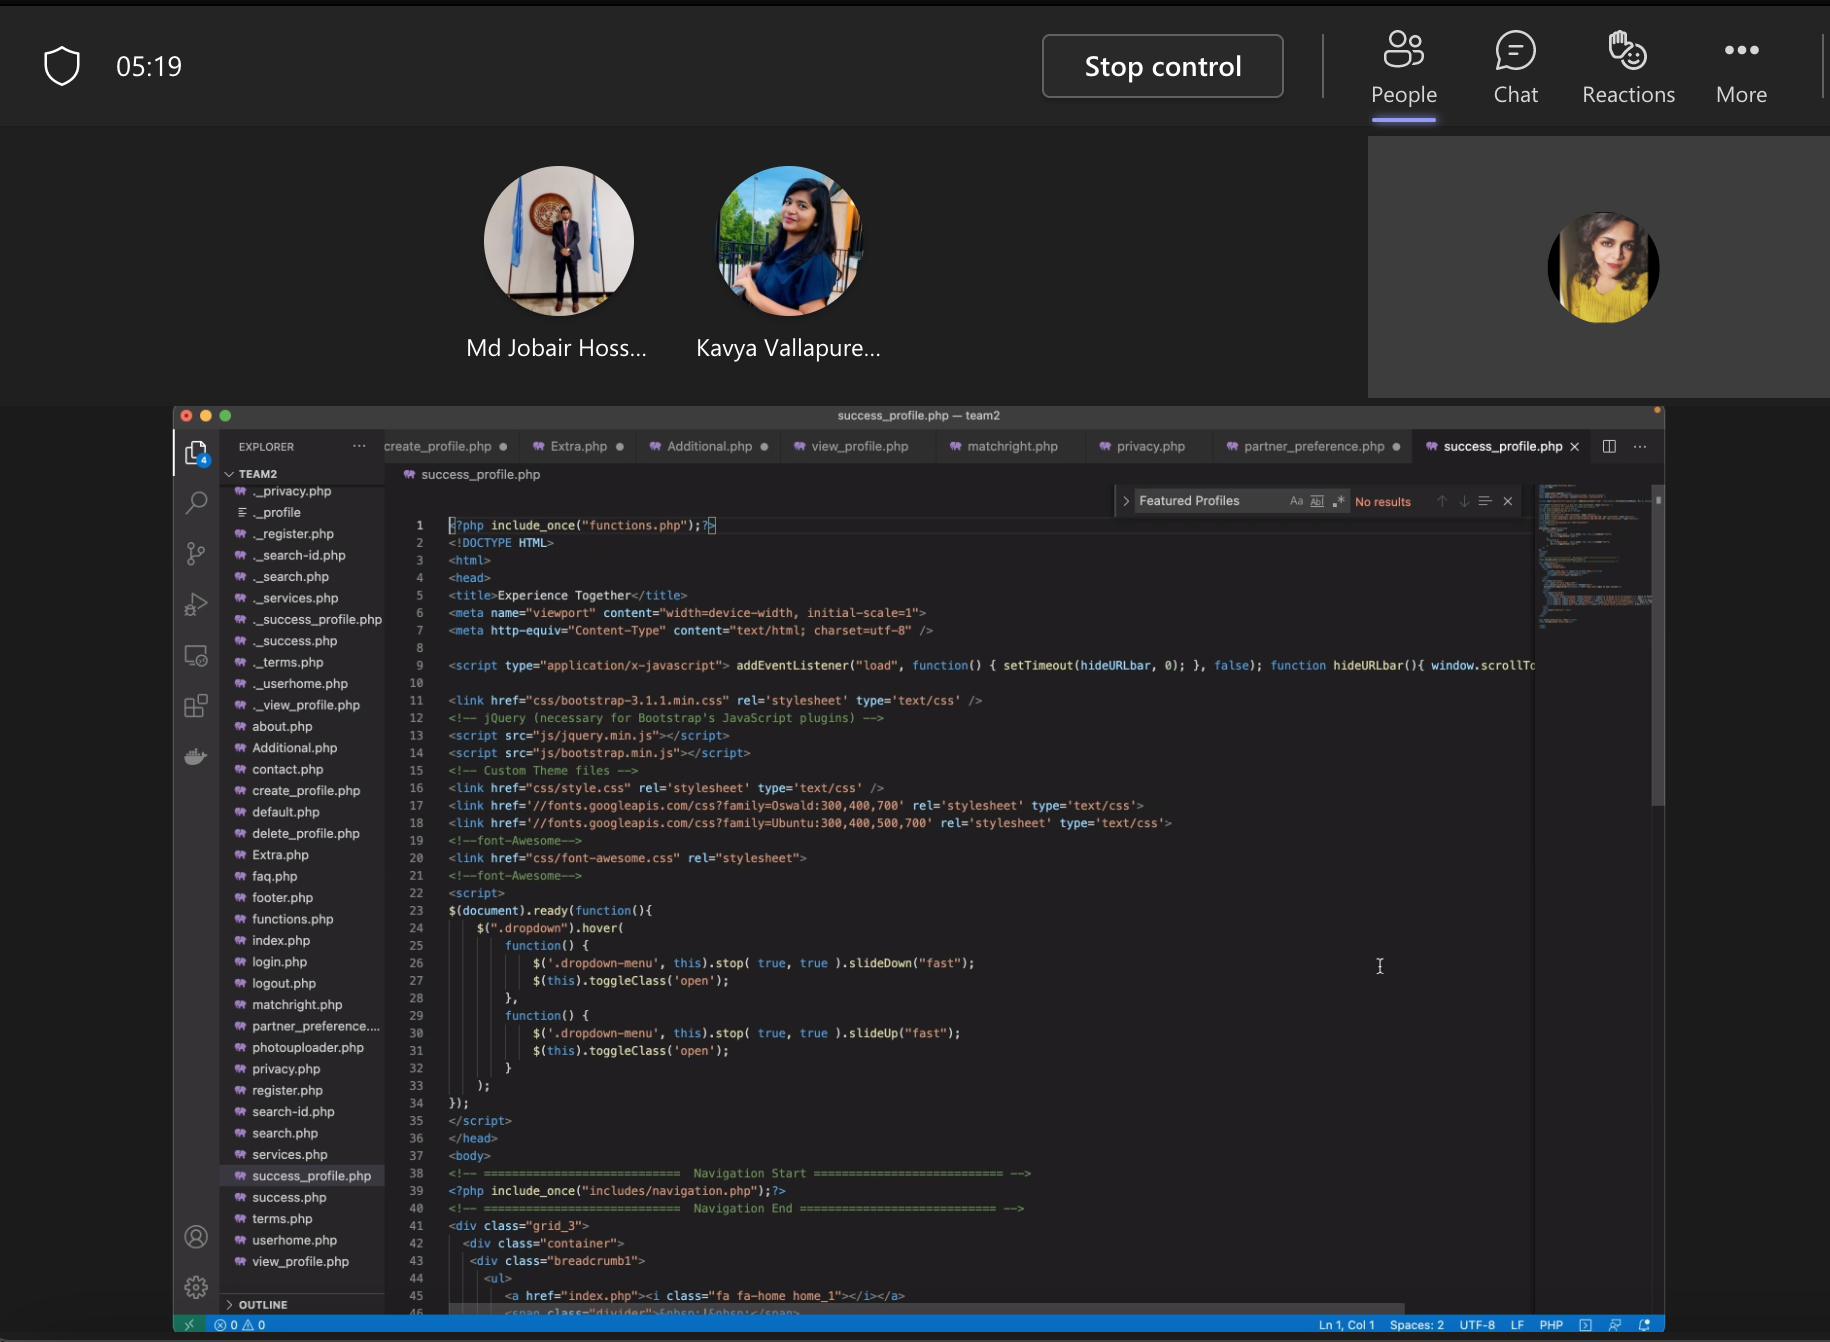 05:19
Stop control
People
Chat
Reactions
More
Md Jobair Hoss...
Kavya Vallapure...
success_profile.php — team2
EXPLORER
create_profile.php
Extra.php
Additional.php
view_profile.php
matchright.php
privacy.php
partner_preference.php
success_profile.php
4
TEAM2
success_profile.php
Featured Profiles
Aa
No results
._privacy.php
._profile
._register.php
._search-id.php
._search.php
._services.php
._success_profile.php
._success.php
._terms.php
._userhome.php
._view_profile.php
about.php
Additional.php
contact.php
create_profile.php
default.php
delete_profile.php
Extra.php
faq.php
footer.php
functions.php
index.php
login.php
logout.php
matchright.php
partner_preference....
photouploader.php
privacy.php
register.php
search-id.php
search.php
services.php
success_profile.php
success.php
terms.php
userhome.php
view_profile.php
OUTLINE
1 <?php include_once("functions.php");?>
2 <!DOCTYPE HTML>
3 <html>
4 <head>
5 <title>Experience Together</title>
6 <meta name="viewport" content="width=device-width, initial-scale=1">
7 <meta http-equiv="Content-Type" content="text/html; charset=utf-8" />
8
9 <script type="application/x-javascript"> addEventListener("load", function() { setTimeout(hideURLbar, 0); }, false); function hideURLbar(){ window.scrollTo
10
11 <link href="css/bootstrap-3.1.1.min.css" rel='stylesheet' type='text/css' />
12 <!-- jQuery (necessary for Bootstrap's JavaScript plugins) -->
13 <script src="js/jquery.min.js"></script>
14 <script src="js/bootstrap.min.js"></script>
15 <!-- Custom Theme files -->
16 <link href="css/style.css" rel='stylesheet' type='text/css' />
17 <link href='//fonts.googleapis.com/css?family=Oswald:300,400,700' rel='stylesheet' type='text/css'>
18 <link href='//fonts.googleapis.com/css?family=Ubuntu:300,400,500,700' rel='stylesheet' type='text/css'>
19 <!--font-Awesome-->
20 <link href="css/font-awesome.css" rel="stylesheet">
21 <!--font-Awesome-->
22 <script>
23 $(document).ready(function(){
24 $(".dropdown").hover(
25 function() {
26 $('.dropdown-menu', this).stop( true, true ).slideDown("fast");
27 $(this).toggleClass('open');
28 },
29 function() {
30 $('.dropdown-menu', this).stop( true, true ).slideUp("fast");
31 $(this).toggleClass('open');
32 }
33 );
34 });
35 </script>
36 </head>
37 <body>
38 <!-- ============================ Navigation Start =========================== -->
39 <?php include_once("includes/navigation.php");?>
40 <!-- ============================ Navigation End ============================ -->
41 <div class="grid_3">
42 <div class="container">
43 <div class="breadcrumb1">
44 <ul>
45 <a href="index.php"><i class="fa fa-home home_1"></i></a>
46 <span class="divider">&nbsp;|&nbsp;</span>
0 0
Ln 1, Col 1
Spaces: 2
UTF-8
LF
PHP